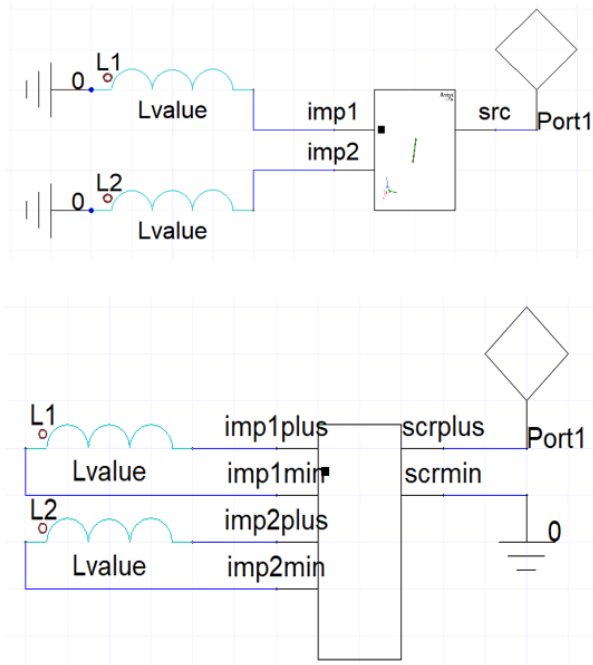 L1
0
Lvalue
imp1
src
Port1
imp2
L2
0
Lvalue
L1
imp1plus
scrplus
Port1
Lvalue
imp1min
scrmin
L2
imp2plus
0
Lvalue
imp2min